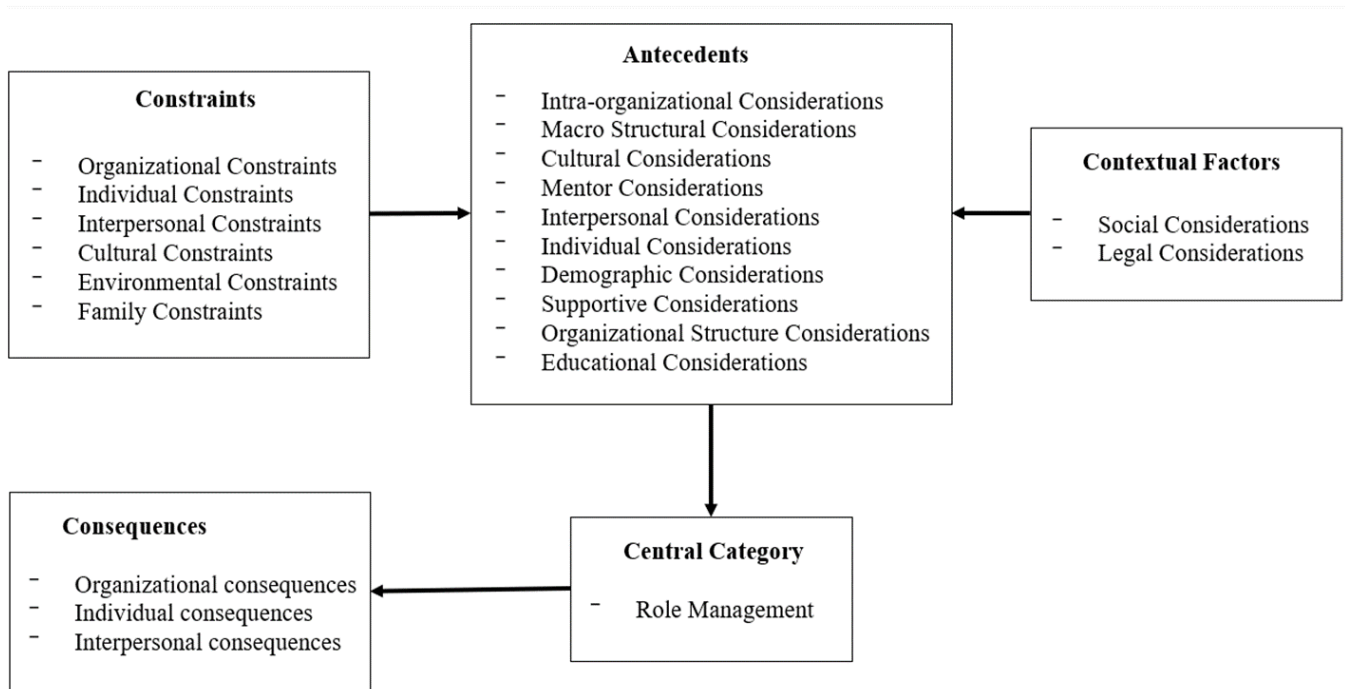 Constraints
- Organizational Constraints
- Individual Constraints
- Interpersonal Constraints
- Cultural Constraints
- Environmental Constraints
- Family Constraints
Antecedents
- Intra-organizational Considerations
- Macro Structural Considerations
- Cultural Considerations
- Mentor Considerations
- Interpersonal Considerations
- Individual Considerations
- Demographic Considerations
- Supportive Considerations
- Organizational Structure Considerations
- Educational Considerations
Contextual Factors
- Social Considerations
- Legal Considerations
Consequences
- Organizational consequences
- Individual consequences
- Interpersonal consequences
Central Category
- Role Management